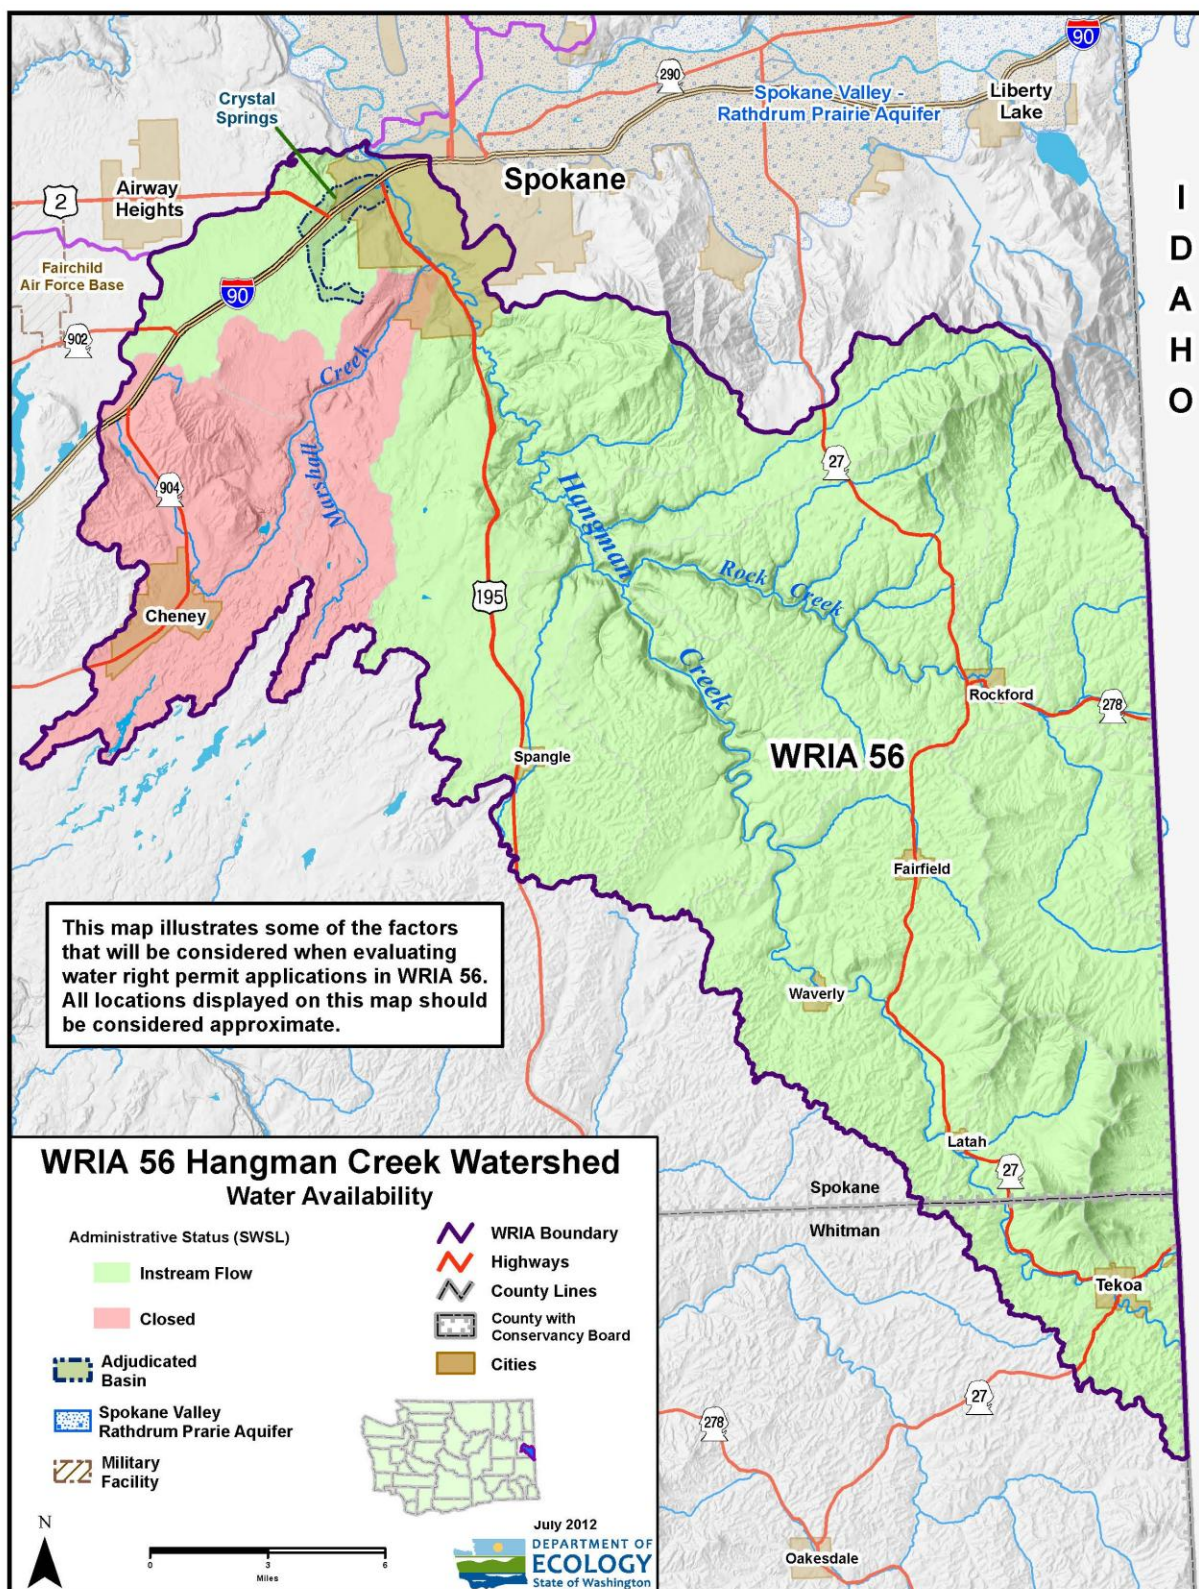 90
290
Spokane Valley -
Rathdrum Prairie Aquifer
Liberty
Lake
Crystal
Springs
Spokane
2
Airway
Heights
Fairchild
Air Force Base
90
902
IDAHO
Creek
Marshall
904
27
Hangman
Creek
Rock Creek
195
Cheney
Rockford
278
Spangle
WRIA 56
Fairfield
This map illustrates some of the factors
that will be considered when evaluating
water right permit applications in WRIA 56.
All locations displayed on this map should
be considered approximate.
Waverly
Latah
27
Spokane
Whitman
Tekoa
27
278
Oakesdale
WRIA 56 Hangman Creek Watershed
Water Availability
Administrative Status (SWSL)
Instream Flow
Closed
Adjudicated
Basin
Spokane Valley
Rathdrum Prarie Aquifer
Military
Facility
WRIA Boundary
Highways
County Lines
County with
Conservancy Board
Cities
N
0 3 6
Miles
July 2012
DEPARTMENT OF
ECOLOGY
State of Washington